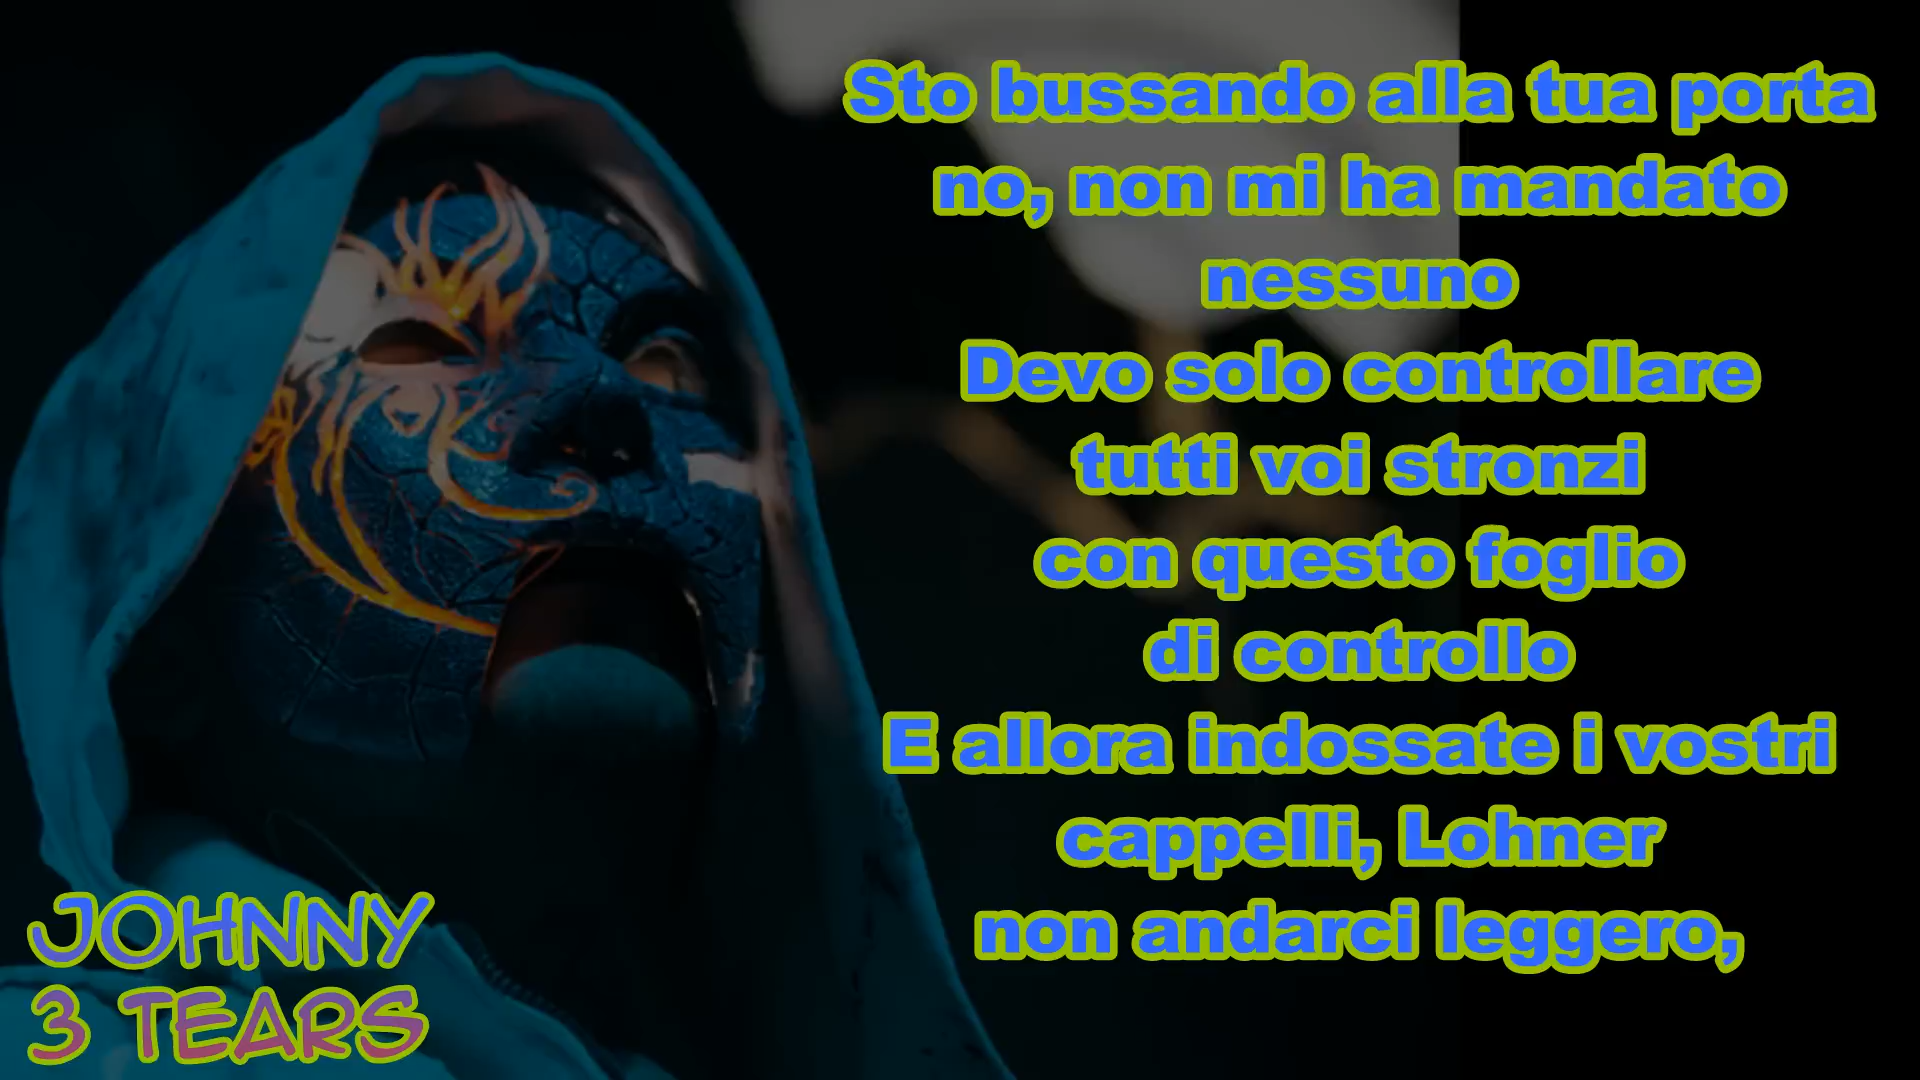 Sto bussando alla tua porta
no, non mi ha mandato
nessuno
Devo solo controllare
tutti voi stronzi
con questo foglio
di controllo
E allora indossate i vostri
cappelli, Lohner
non andarci leggero,
JOHNNY
3 TEARS